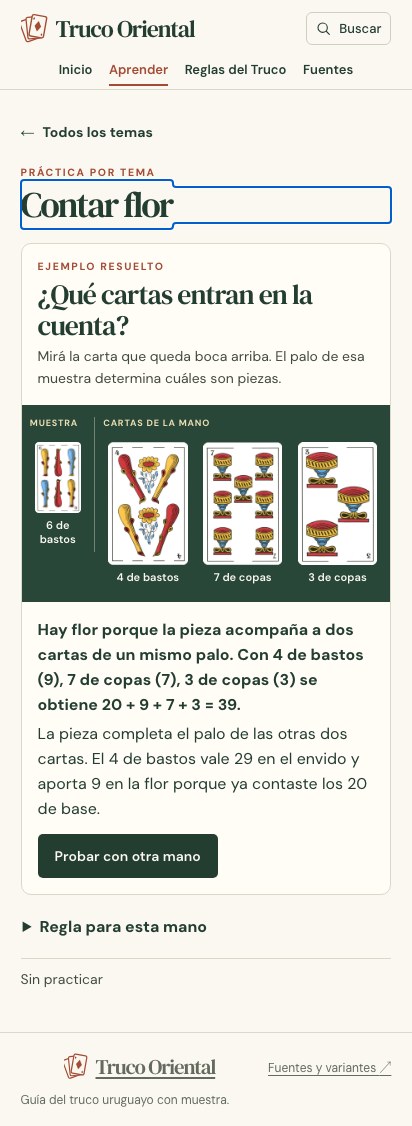 Truco Oriental
Buscar
Inicio Aprender Reglas del Truco Fuentes
← Todos los temas
PRÁCTICA POR TEMA
Contar flor
EJEMPLO RESUELTO
¿Qué cartas entran en la
cuenta?
Mirá la carta que queda boca arriba. El palo de esa
muestra determina cuáles son piezas.
MUESTRA
6 de
bastos
CARTAS DE LA MANO
4
4
4 de bastos
7
7
7 de copas
3
3
3 de copas
Hay flor porque la pieza acompaña a dos
cartas de un mismo palo. Con 4 de bastos
(9), 7 de copas (7), 3 de copas (3) se
obtiene 20 + 9 + 7 + 3 = 39.
La pieza completa el palo de las otras dos
cartas. El 4 de bastos vale 29 en el envido y
aporta 9 en la flor porque ya contaste los 20
de base.
Probar con otra mano
▶ Regla para esta mano
Sin practicar
Truco Oriental
Fuentes y variantes ↗
Guía del truco uruguayo con muestra.